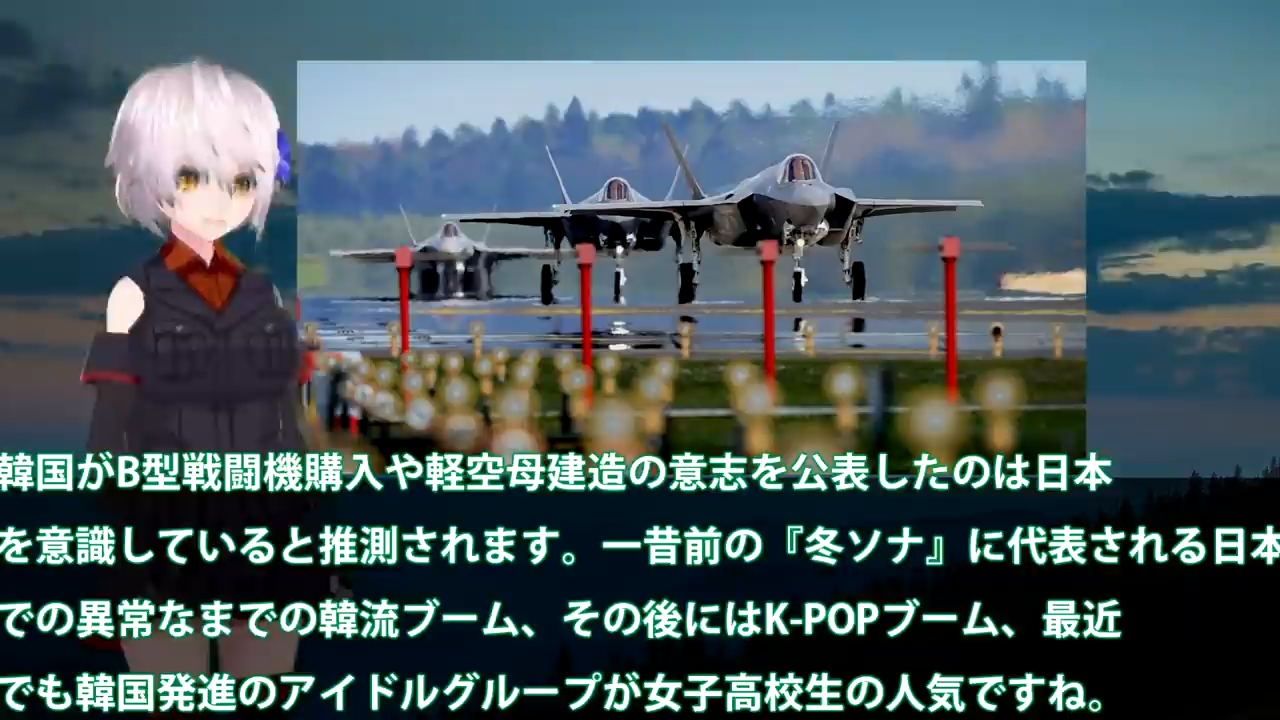 韓国がB型戦闘機購入や軽空母建造の意志を公表したのは日本
を意識していると推測されます。一昔前の『冬ソナ』に代表される日本
での異常なまでの韓流ブーム、その後にはK-POPブーム、最近
でも韓国発進のアイドルグループが女子高校生の人気ですね。